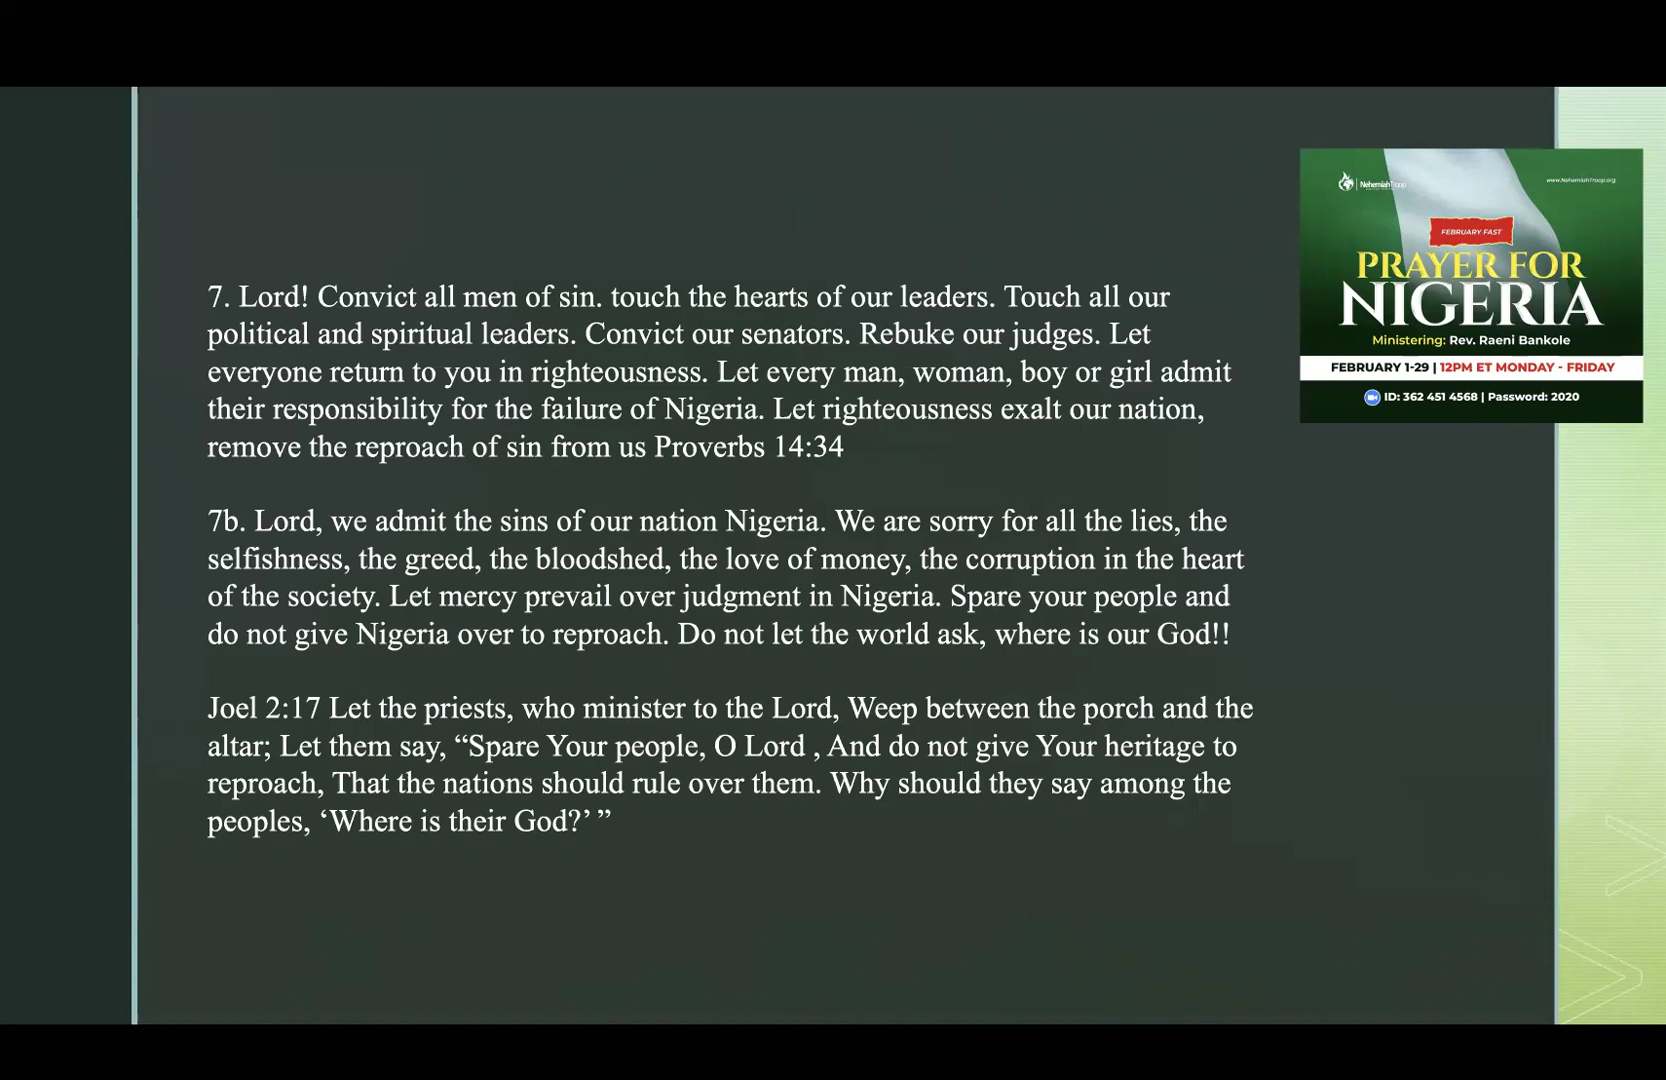 7. Lord! Convict all men of sin. touch the hearts of our leaders. Touch all our
political and spiritual leaders. Convict our senators. Rebuke our judges. Let
everyone return to you in righteousness. Let every man, woman, boy or girl admit
their responsibility for the failure of Nigeria. Let righteousness exalt our nation,
remove the reproach of sin from us Proverbs 14:34
7b. Lord, we admit the sins of our nation Nigeria. We are sorry for all the lies, the
selfishness, the greed, the bloodshed, the love of money, the corruption in the heart
of the society. Let mercy prevail over judgment in Nigeria. Spare your people and
do not give Nigeria over to reproach. Do not let the world ask, where is our God!!
Joel 2:17 Let the priests, who minister to the Lord, Weep between the porch and the
altar; Let them say, “Spare Your people, O Lord , And do not give Your heritage to
reproach, That the nations should rule over them. Why should they say among the
peoples, ‘Where is their God?’ ”
NehemiahTroop
www.NehemiahTroop.org
FEBRUARY FAST
PRAYER FOR
NIGERIA
Ministering: Rev. Raeni Bankole
FEBRUARY 1-29 | 12PM ET MONDAY - FRIDAY
ID: 362 451 4568 | Password: 2020